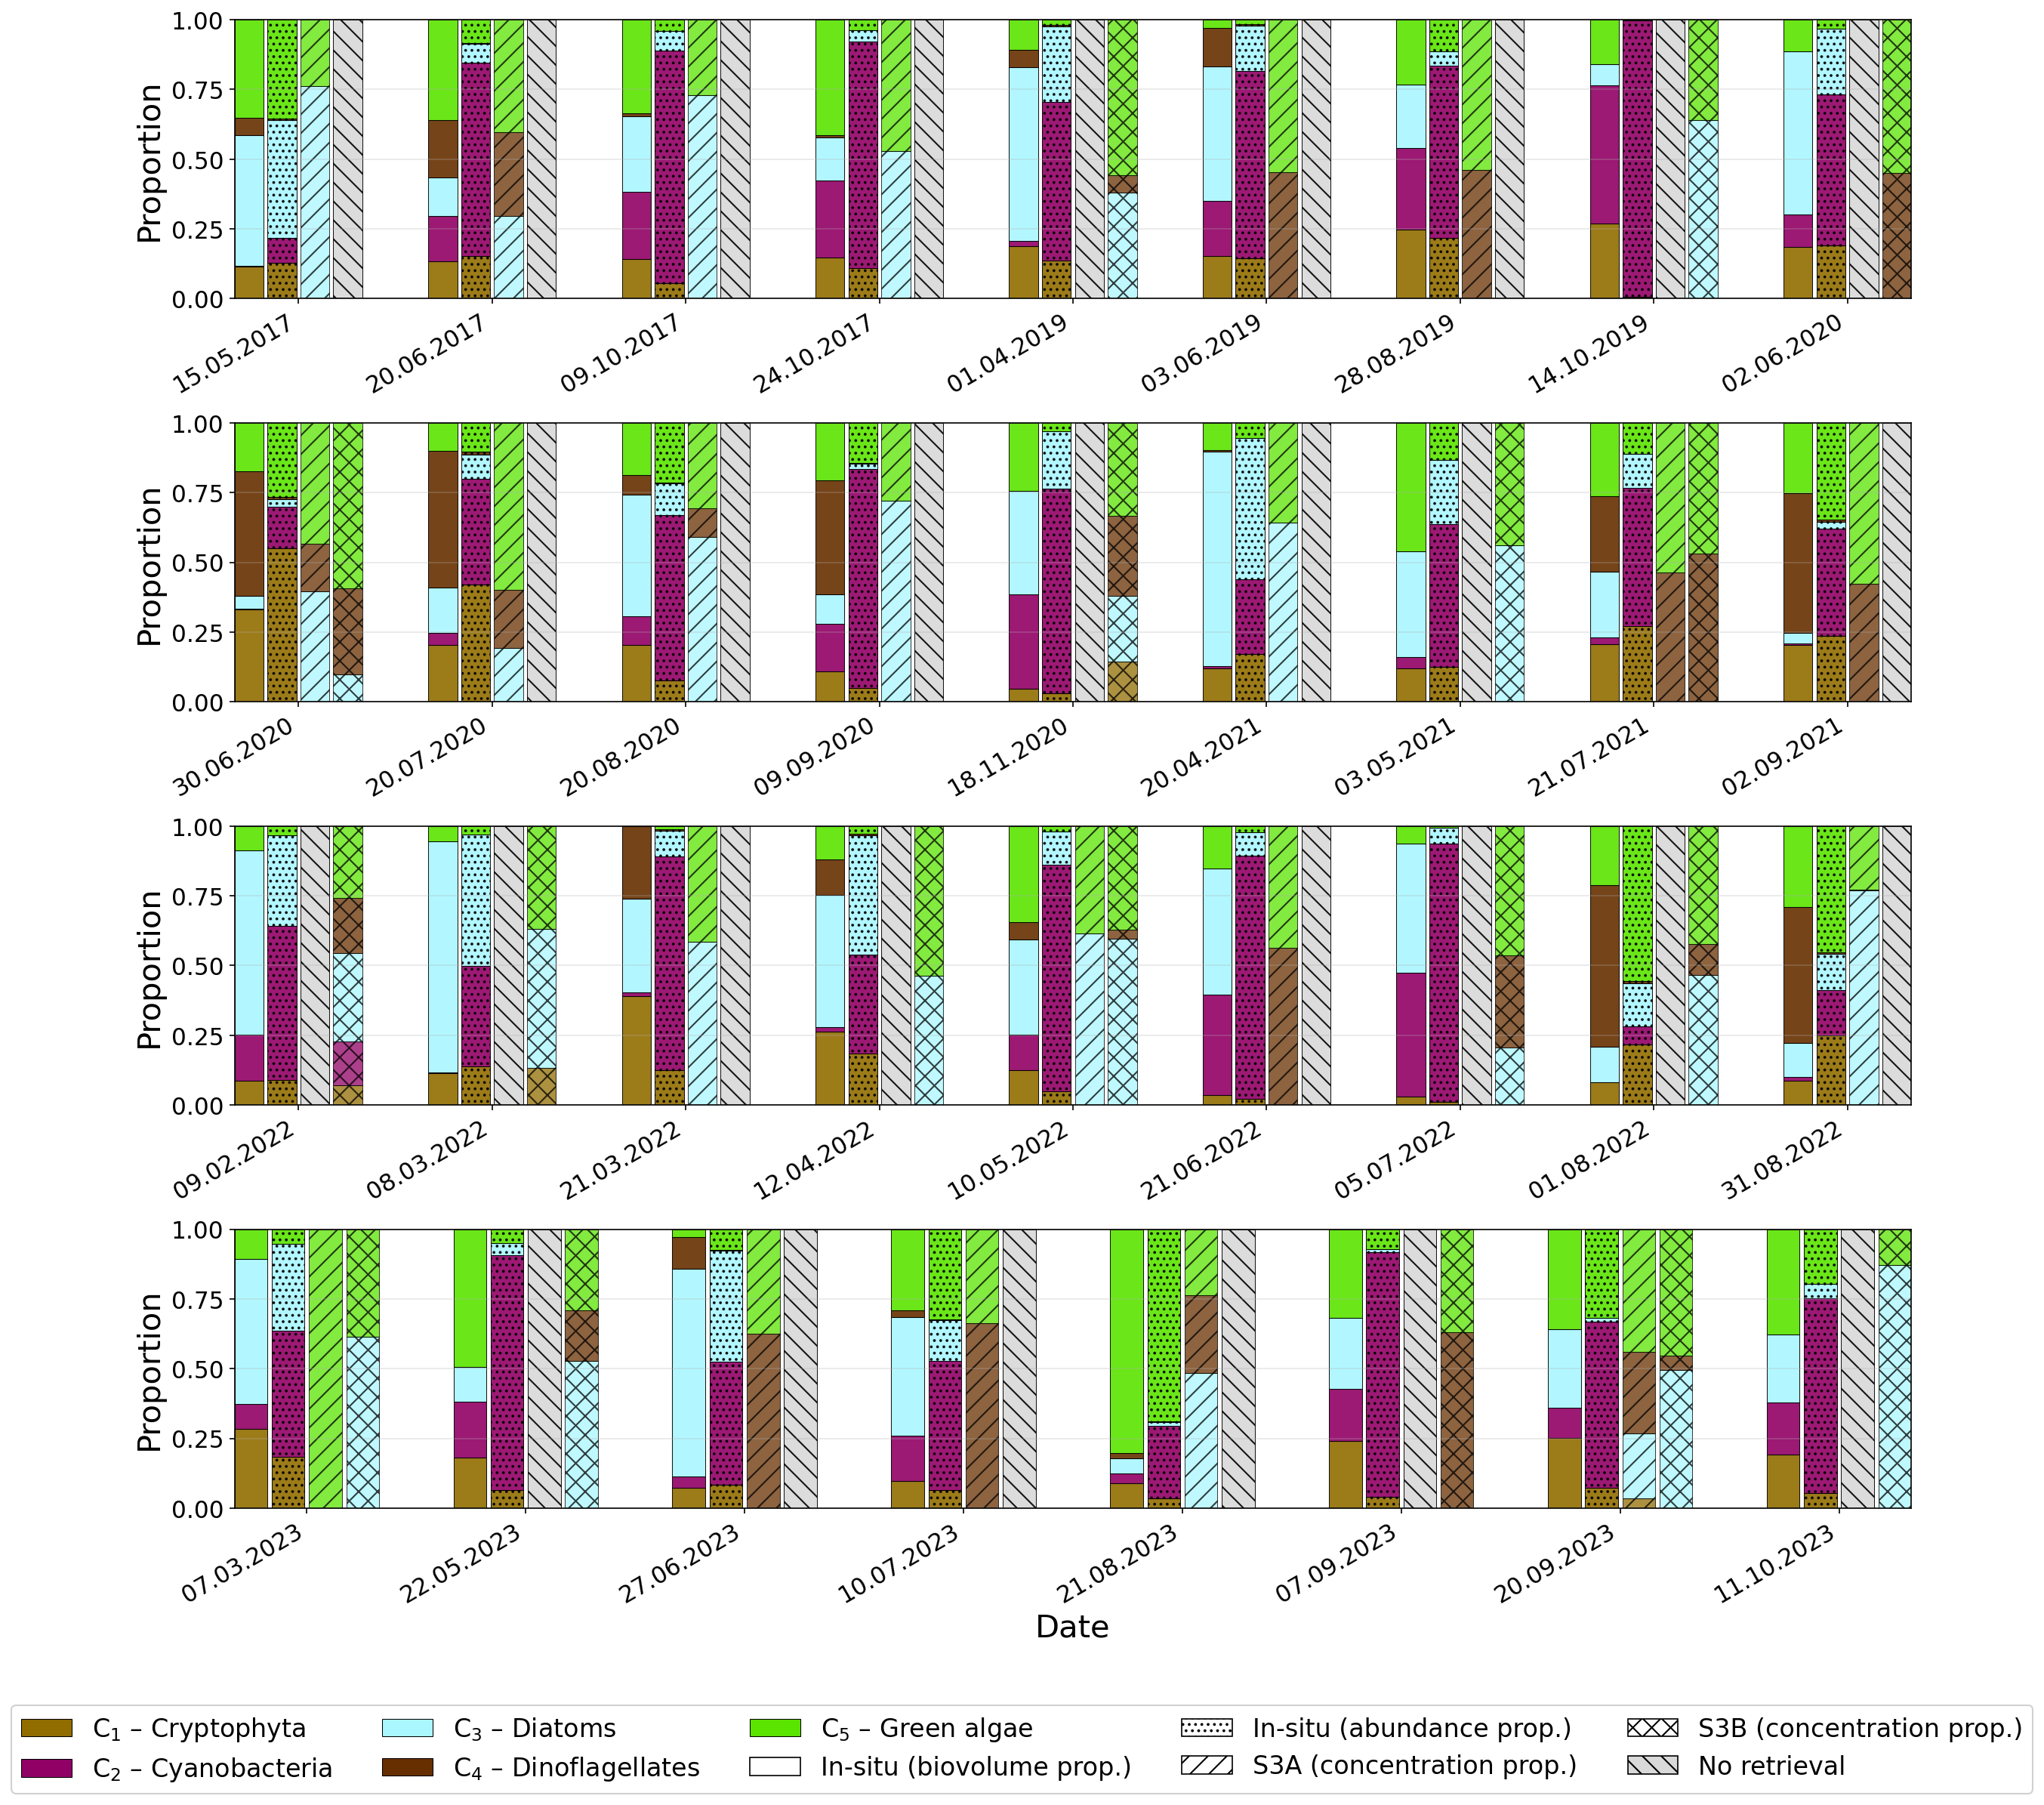 1.00
0.75
0.50
0.25
0.00
Proportion
15.05.2017 20.06.2017 09.10.2017 24.10.2017 01.04.2019 03.06.2019 28.08.2019 14.10.2019 02.06.2020
1.00
0.75
0.50
0.25
0.00
Proportion
30.06.2020 20.07.2020 20.08.2020 09.09.2020 18.11.2020 20.04.2021 03.05.2021 21.07.2021 02.09.2021
1.00
0.75
0.50
0.25
0.00
Proportion
09.02.2022 08.03.2022 21.03.2022 12.04.2022 10.05.2022 21.06.2022 05.07.2022 01.08.2022 31.08.2022
1.00
0.75
0.50
0.25
0.00
Proportion
07.03.2023 22.05.2023 27.06.2023 10.07.2023 21.08.2023 07.09.2023 20.09.2023 11.10.2023
Date
C₁ – Cryptophyta C₃ – Diatoms C₅ – Green algae In-situ (abundance prop.) S3B (concentration prop.)
C₂ – Cyanobacteria C₄ – Dinoflagellates In-situ (biovolume prop.) S3A (concentration prop.) No retrieval